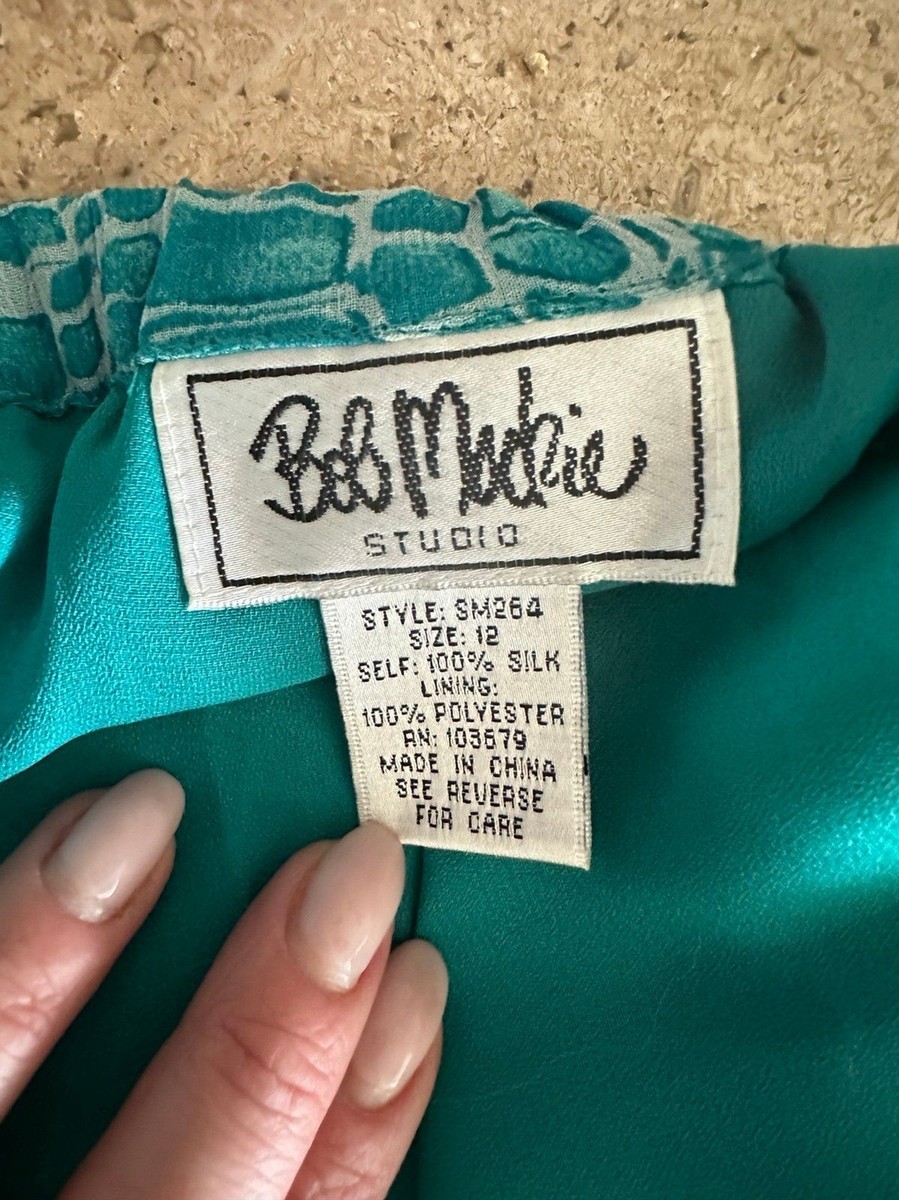 Bob Mackie
STUDIO
STYLE: SM264
SIZE: 12
SELF: 100% SILK
LINING:
100% POLYESTER
RN: 103679
MADE IN CHINA
SEE REVERSE
FOR CARE